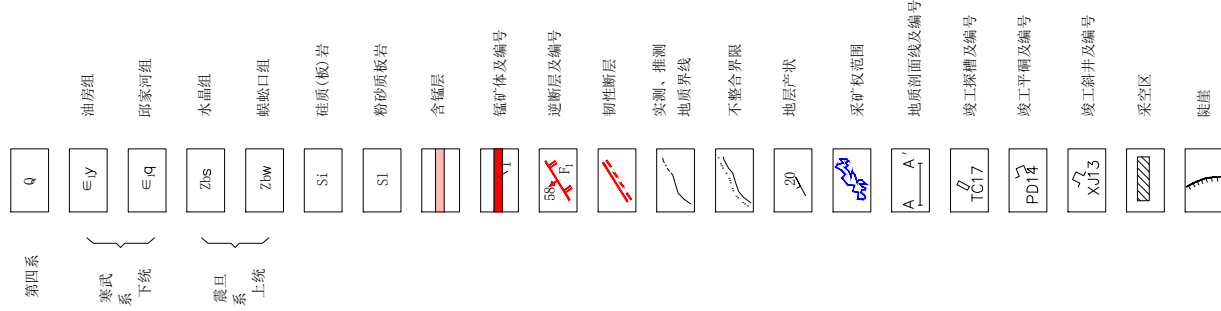 第四系
Q
寒武系
下统
油房组
∈₁y
邱家河组
∈₁q
震旦系
上统
水晶组
Zbs
蜈蚣口组
Zbw
硅质(板)岩
Si
粉砂质板岩
Sl
含锰层
锰矿体及编号
1
逆断层及编号
58
F₁
韧性断层
实测、推测
地质界线
不整合界限
地层产状
20
采矿权范围
地质剖面线及编号
A A'
竣工探槽及编号
TC17
竣工平硐及编号
PD14
竣工斜井及编号
XJ13
采空区
陡崖